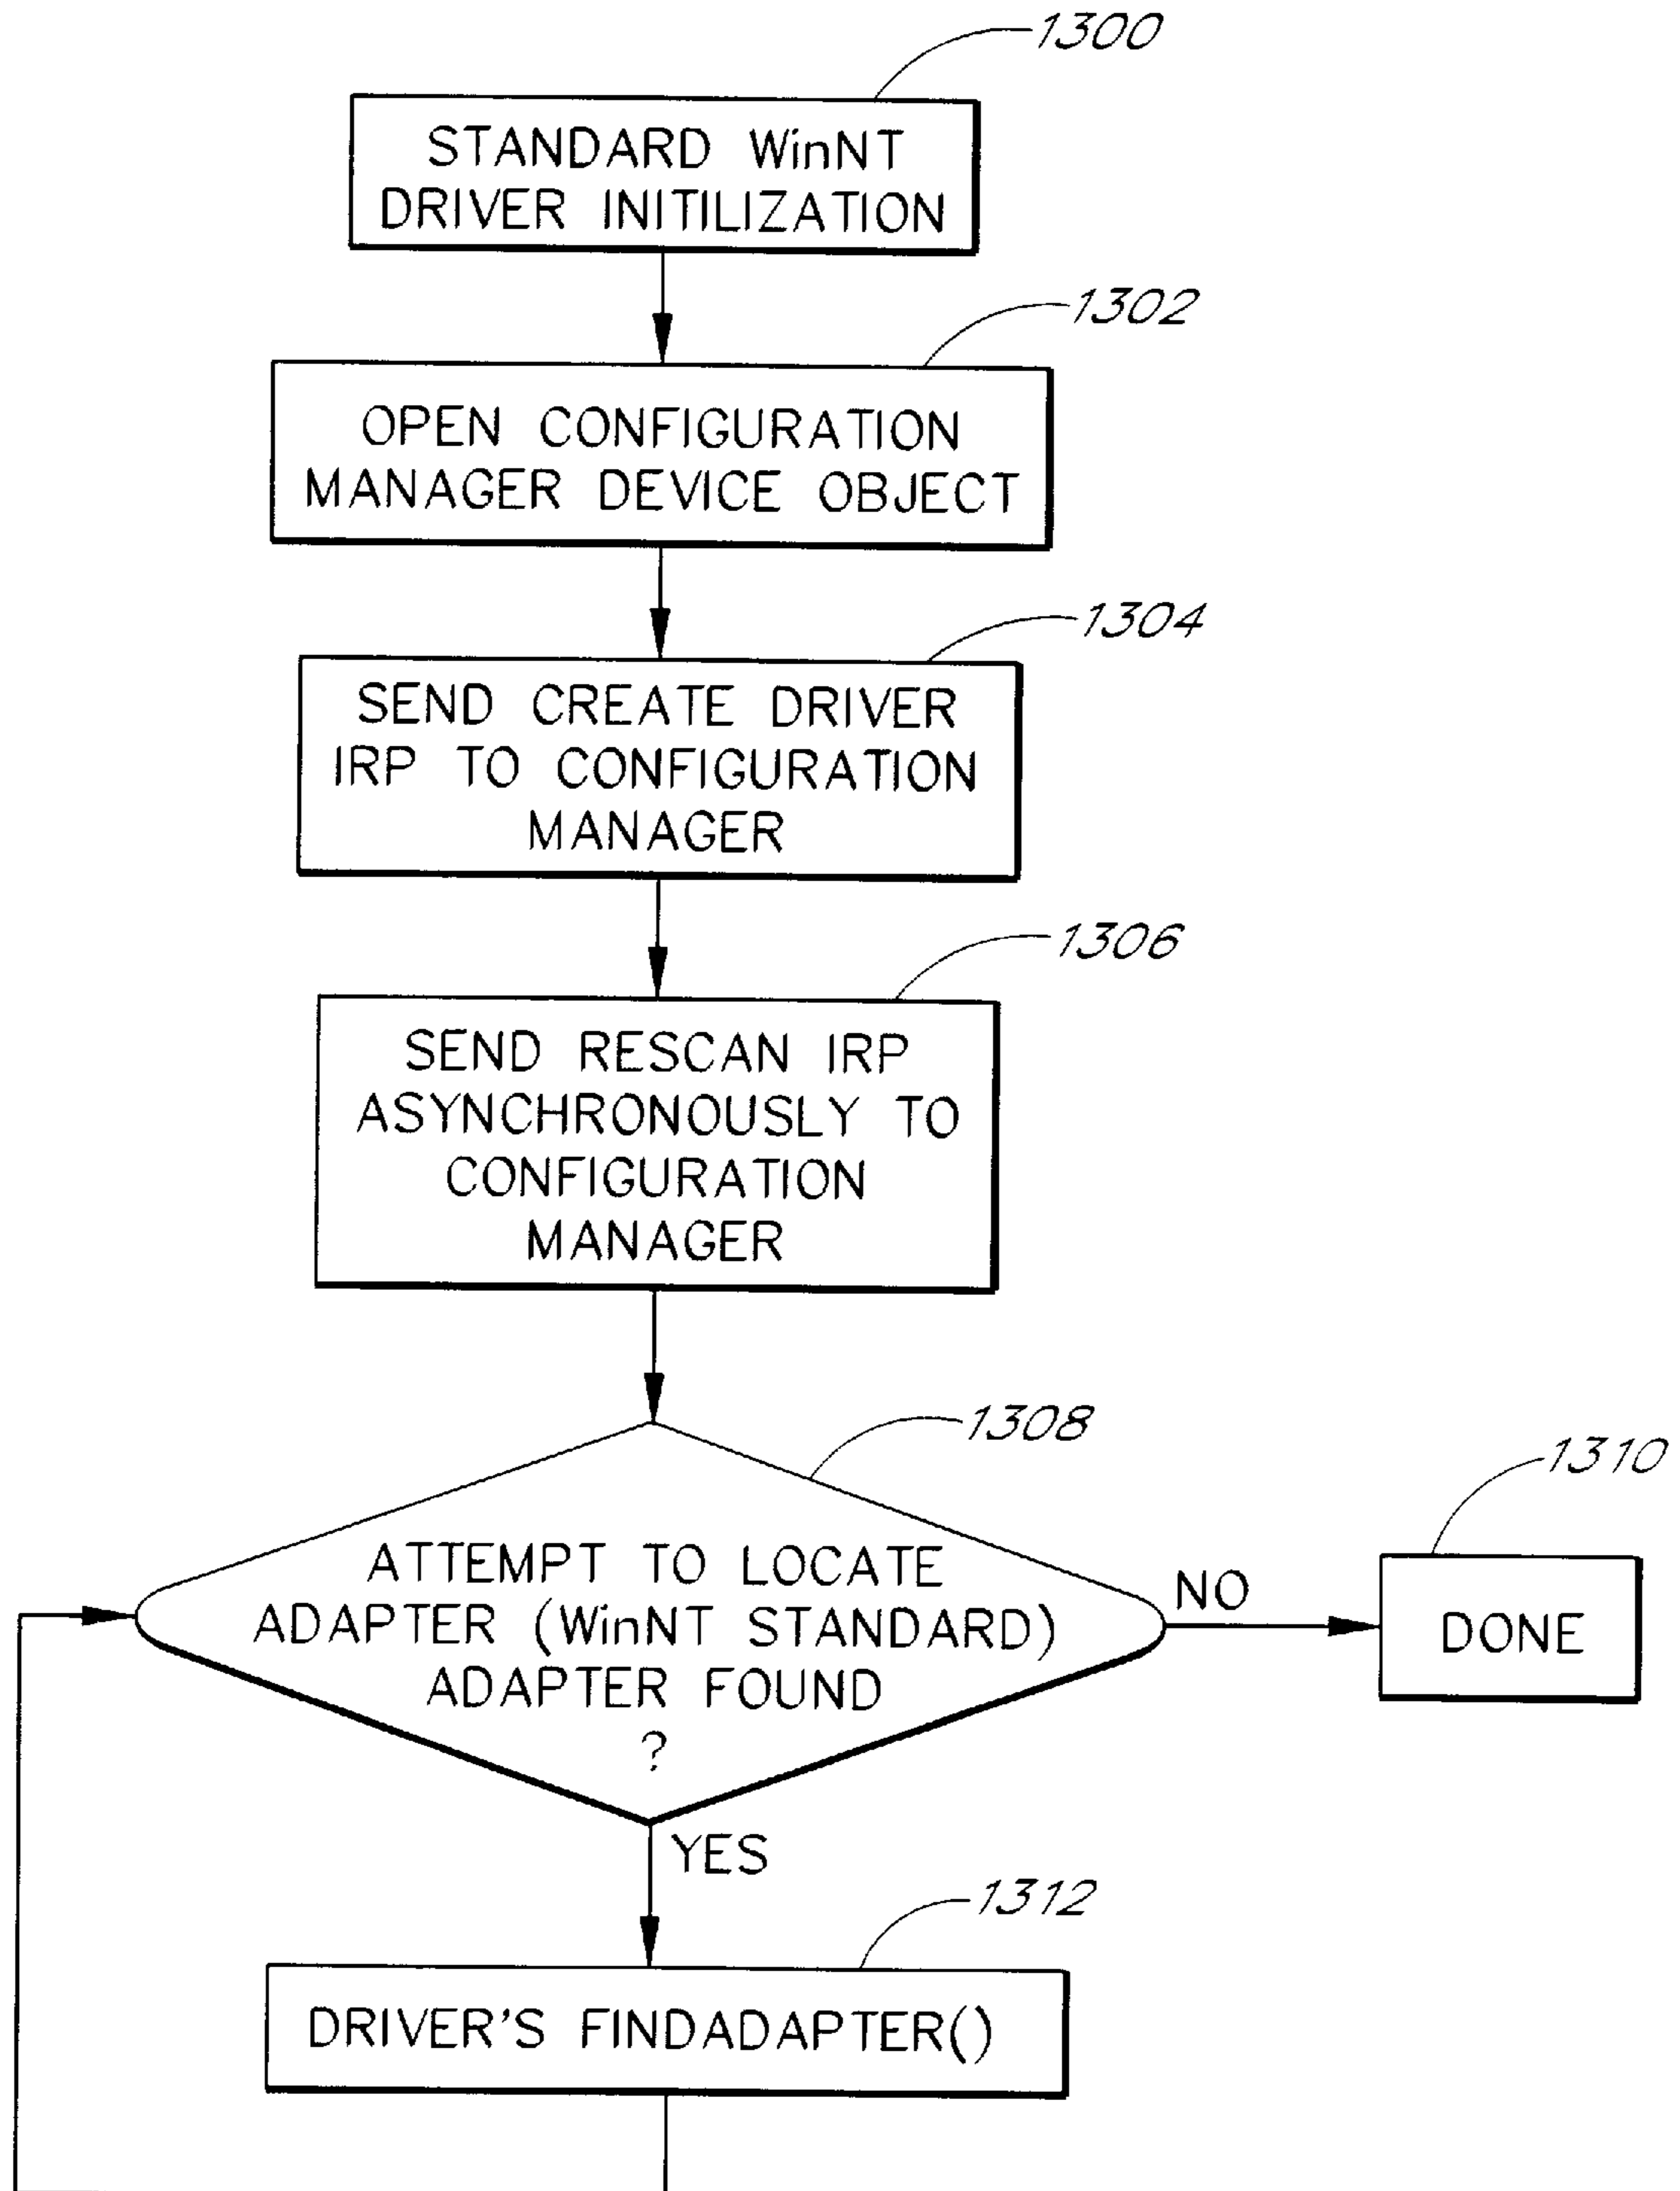 1300
STANDARD WinNT
DRIVER INITILIZATION
1302
OPEN CONFIGURATION
MANAGER DEVICE OBJECT
1304
SEND CREATE DRIVER
IRP TO CONFIGURATION
MANAGER
1306
SEND RESCAN IRP
ASYNCHRONOUSLY TO
CONFIGURATION
MANAGER
1308
ATTEMPT TO LOCATE
ADAPTER (WinNT STANDARD)
ADAPTER FOUND
?
NO
1310
DONE
YES
1312
DRIVER'S FINDADAPTER()